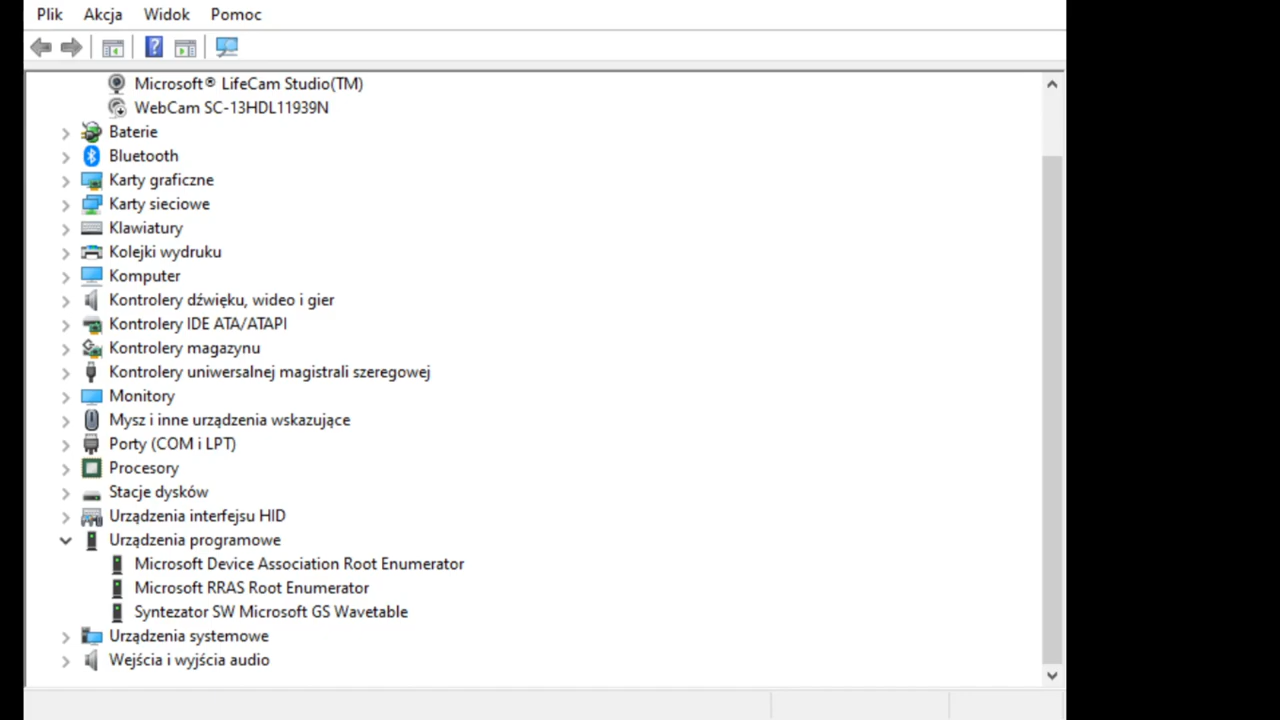 Plik Akcja Widok Pomoc
Microsoft® LifeCam Studio(TM)
WebCam SC-13HDL11939N
Baterie
Bluetooth
Karty graficzne
Karty sieciowe
Klawiatury
Kolejki wydruku
Komputer
Kontrolery dźwięku, wideo i gier
Kontrolery IDE ATA/ATAPI
Kontrolery magazynu
Kontrolery uniwersalnej magistrali szeregowej
Monitory
Mysz i inne urządzenia wskazujące
Porty (COM i LPT)
Procesory
Stacje dysków
Urządzenia interfejsu HID
Urządzenia programowe
Microsoft Device Association Root Enumerator
Microsoft RRAS Root Enumerator
Syntezator SW Microsoft GS Wavetable
Urządzenia systemowe
Wejścia i wyjścia audio